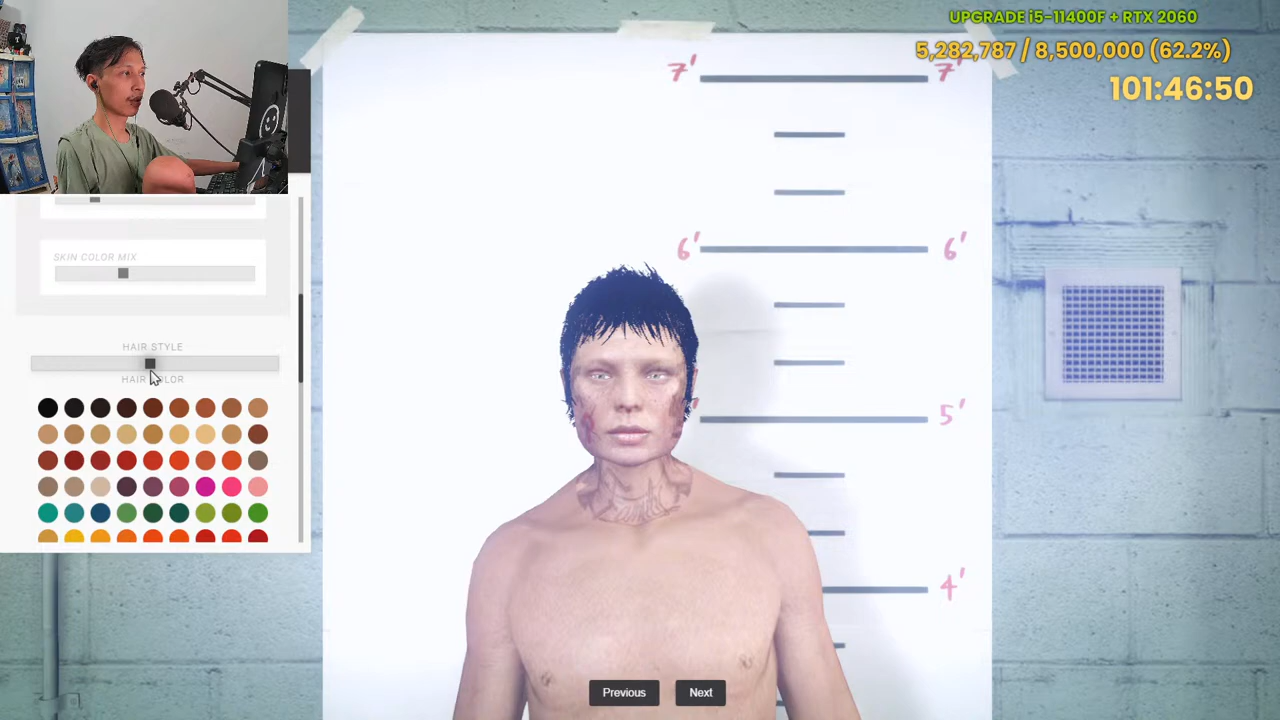 UPGRADE i5-11400F + RTX 2060
5,282,787 / 8,500,000 (62.2%)
101:46:50
7' 7'
6' 6'
5'
4'
SKIN COLOR MIX
HAIR STYLE
HAIR COLOR
Previous Next